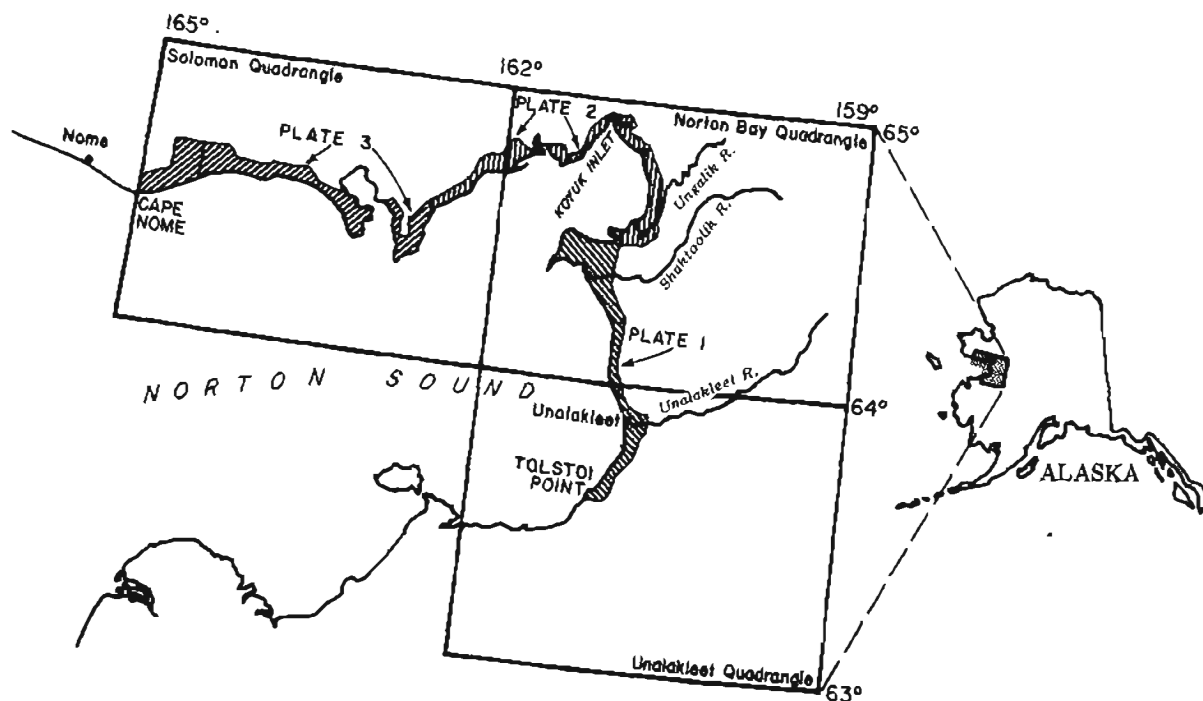 165°
Solomon Quadrangle
162°
PLATE 2
159°
65°
Norton Bay Quadrangle
Nome
PLATE 3
KOYUK INLET
Ungalik R.
CAPE
NOME
Shaktoolik R.
PLATE 1
NORTON SOUND
Unalakleet
Unalakleet R.
64°
TOLSTOI
POINT
ALASKA
Unalakleet Quadrangle
63°